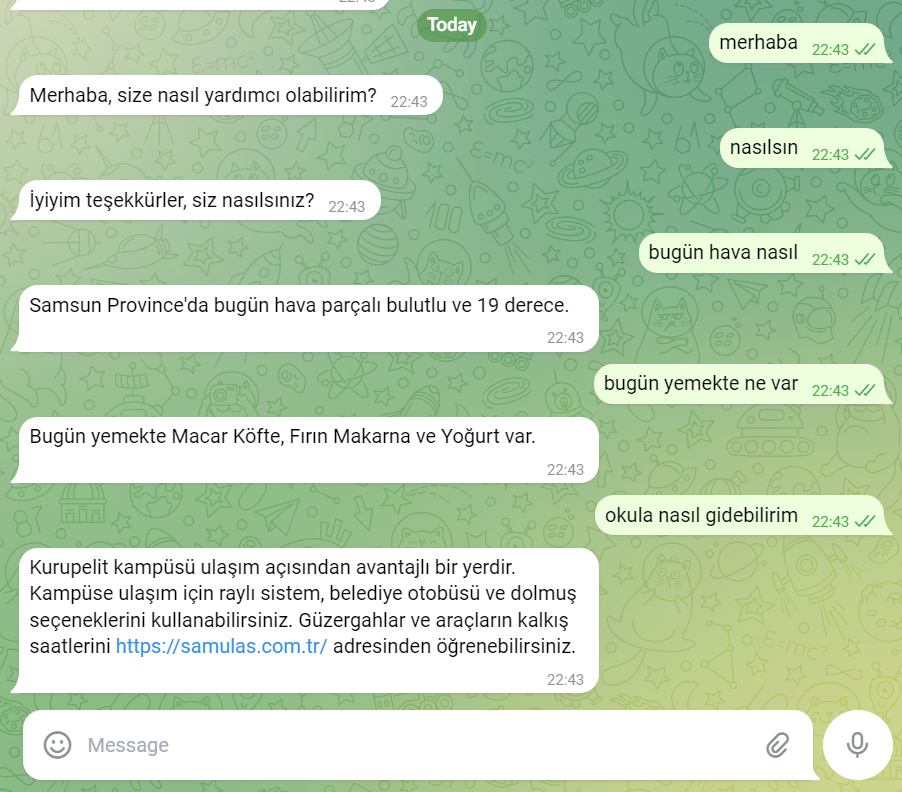 Today
merhaba 22:43
Merhaba, size nasıl yardımcı olabilirim? 22:43
nasılsın 22:43
İyiyim teşekkürler, siz nasılsınız? 22:43
bugün hava nasıl 22:43
Samsun Province'da bugün hava parçalı bulutlu ve 19 derece.
22:43
bugün yemekte ne var 22:43
Bugün yemekte Macar Köfte, Fırın Makarna ve Yoğurt var.
22:43
okula nasıl gidebilirim 22:43
Kurupelit kampüsü ulaşım açısından avantajlı bir yerdir.
Kampüse ulaşım için raylı sistem, belediye otobüsü ve dolmuş
seçeneklerini kullanabilirsiniz. Güzergahlar ve araçların kalkış
saatlerini https://samulas.com.tr/ adresinden öğrenebilirsiniz.
22:43
Message